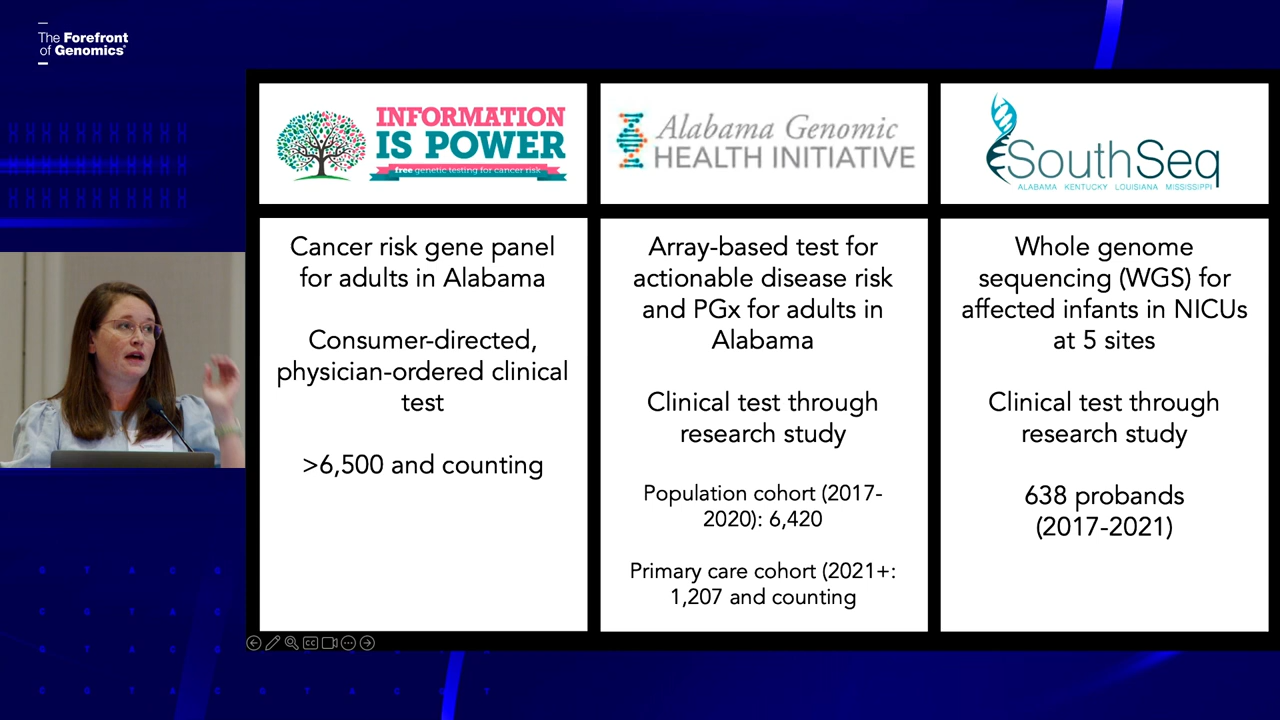 The Forefront
of Genomics®
INFORMATION
IS POWER
free genetic testing for cancer risk
Alabama Genomic
HEALTH INITIATIVE
SouthSeq
ALABAMA KENTUCKY LOUISIANA MISSISSIPPI
Cancer risk gene panel
for adults in Alabama
Consumer-directed,
physician-ordered clinical
test
>6,500 and counting
Array-based test for
actionable disease risk
and PGx for adults in
Alabama
Clinical test through
research study
Population cohort (2017-
2020): 6,420
Primary care cohort (2021+:
1,207 and counting
Whole genome
sequencing (WGS) for
affected infants in NICUs
at 5 sites
Clinical test through
research study
638 probands
(2017-2021)
CC